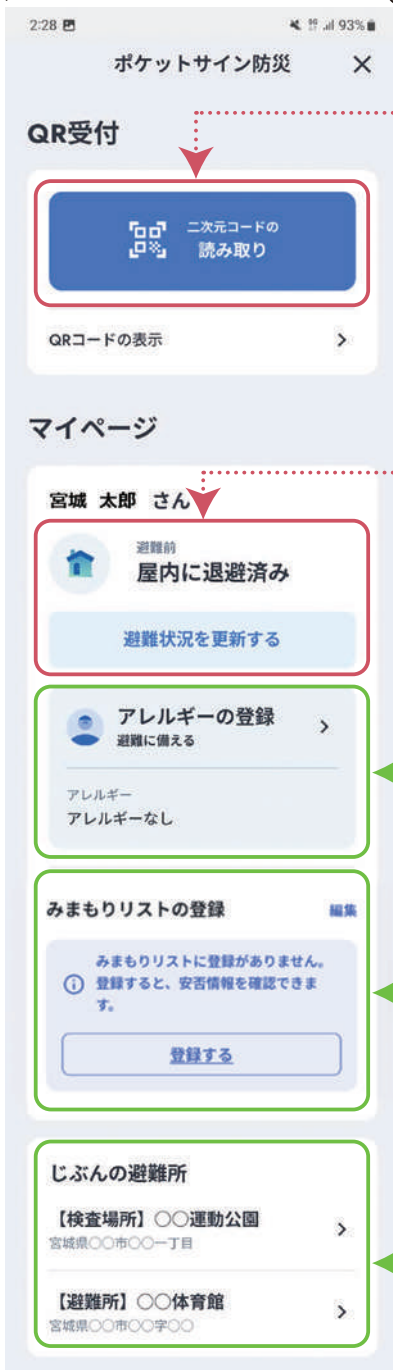 2:28 93%
ポケットサイン防災
QR受付
二次元コードの
読み取り
QRコードの表示
マイページ
宮城 太郎 さん
避難前
屋内に退避済み
避難状況を更新する
アレルギーの登録
避難に備える
アレルギー
アレルギーなし
みまもりリストの登録 編集
みまもりリストに登録がありません。
登録すると、安否情報を確認できま
す。
登録する
じぶんの避難所
【検査場所】〇〇運動公園
宮城県〇〇市〇〇一丁目
【避難所】〇〇体育館
宮城県〇〇市〇〇字〇〇